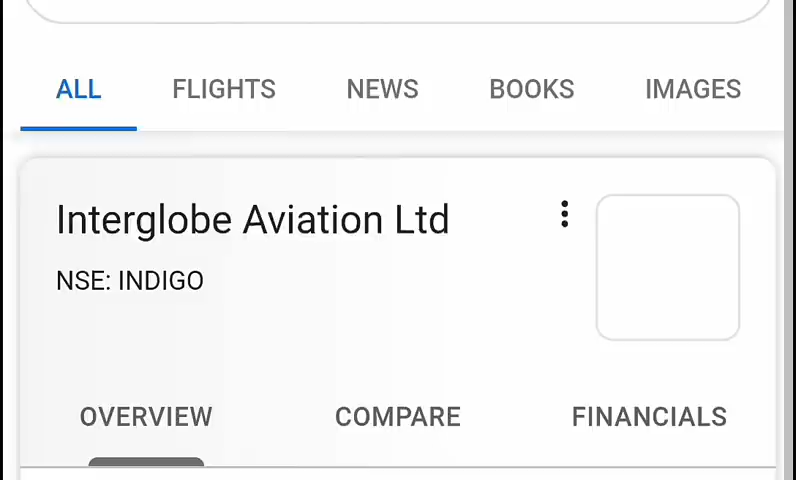 ALL FLIGHTS NEWS BOOKS IMAGES
Interglobe Aviation Ltd
NSE: INDIGO
OVERVIEW COMPARE FINANCIALS